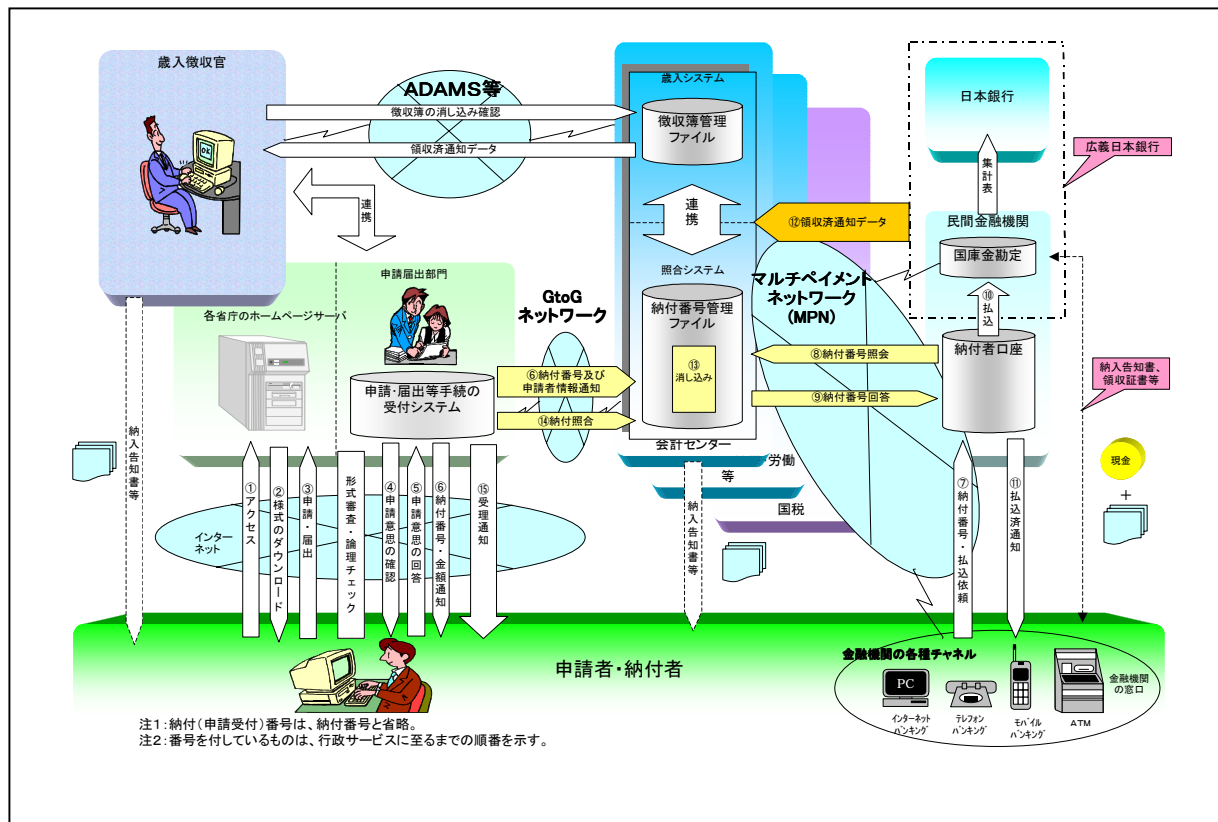 歳入徴収官
ADAMS等
徴収簿の消し込み確認
領収済通知データ
OK
連携
歳入システム
徴収簿管理
ファイル
連携
照合システム
納付番号管理
ファイル
⑬
消し込み
会計センター
労働
等
国税
日本銀行
集計表
広義日本銀行
民間金融機関
国庫金勘定
⑩払込
納付者口座
⑫領収済通知データ
マルチペイメント
ネットワーク
(MPN)
⑧納付番号照会
⑨納付番号回答
納入告知書、
領収証書等
現金
+
申請届出部門
各省庁のホームページサーバ
申請・届出等手続の
受付システム
GtoG
ネットワーク
⑥納付番号及び
申請者情報通知
⑭納付照合
納入告知書等
インター
ネット
①アクセス
②様式のダウンロード
③申請・届出
形式審査・論理チェック
④申請意思の確認
⑤申請意思の回答
⑥納付番号・金額通知
⑮受理通知
納入告知書等
⑦納付番号・払込依頼
⑪払込済通知
申請者・納付者
金融機関の各種チャネル
PC
インターネット
バンキング
テレフォン
バンキング
モバイル
バンキング
ATM
金融機関
の窓口
注1:納付(申請受付)番号は、納付番号と省略。
注2:番号を付しているものは、行政サービスに至るまでの順番を示す。